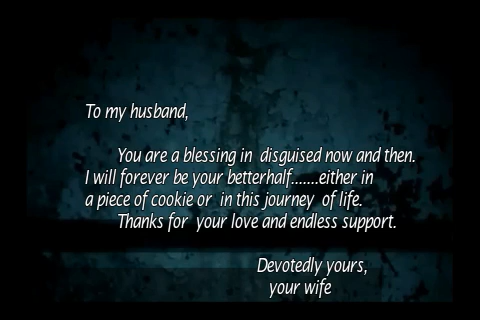 To my husband,
You are a blessing in disguised now and then.
I will forever be your betterhalf.......either in
a piece of cookie or in this journey of life.
Thanks for your love and endless support.
Devotedly yours,
your wife